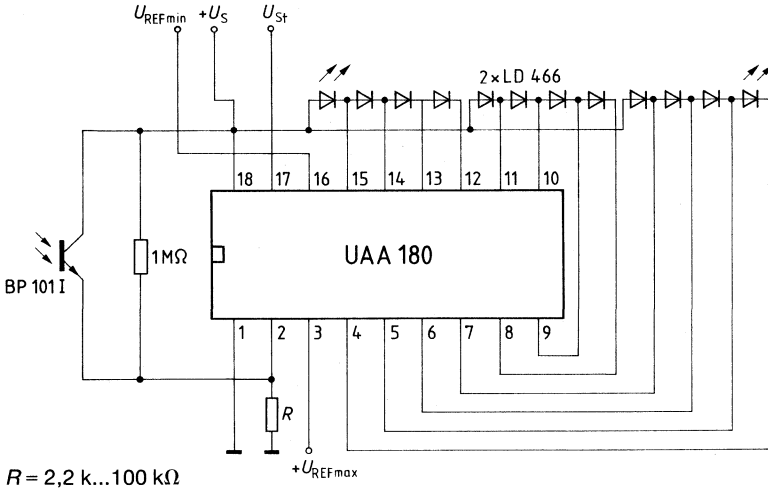 U_REFmin +U_S U_St
2×LD 466
18 17 16 15 14 13 12 11 10
BP 101 I
1MΩ
UAA 180
1 2 3 4 5 6 7 8 9
R
+U_REFmax
R = 2,2 k...100 kΩ